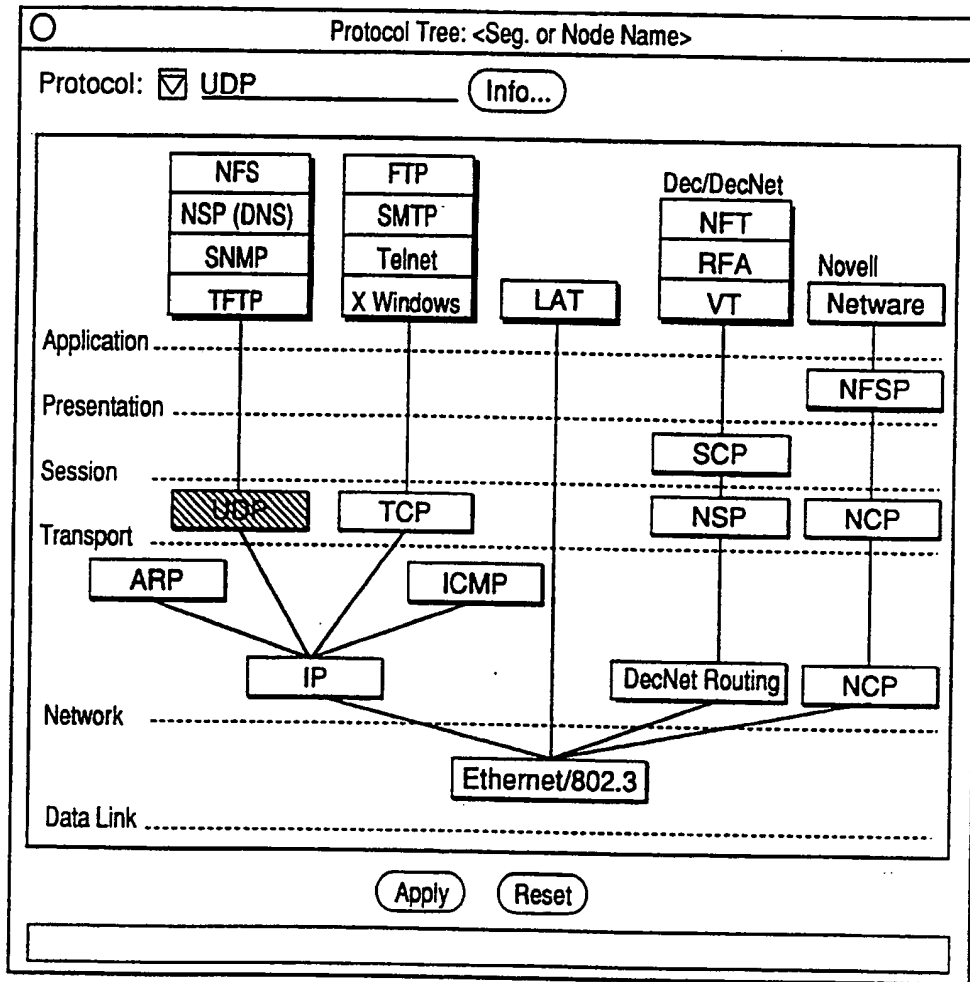 Protocol Tree: <Seg. or Node Name>
Protocol: UDP Info...
NFS
NSP (DNS)
SNMP
TFTP
FTP
SMTP
Telnet
X Windows
LAT
Dec/DecNet
NFT
RFA
VT
Novell
Netware
Application
NFSP
Presentation
SCP
Session
UDP
TCP
NSP
NCP
Transport
ARP
ICMP
IP
DecNet Routing
NCP
Network
Ethernet/802.3
Data Link
Apply
Reset